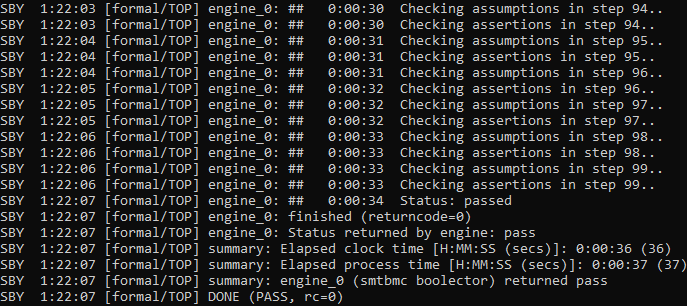 SBY  1:22:03 [formal/TOP] engine_0: ##   0:00:30  Checking assumptions in step 94..
SBY  1:22:03 [formal/TOP] engine_0: ##   0:00:30  Checking assertions in step 94..
SBY  1:22:04 [formal/TOP] engine_0: ##   0:00:31  Checking assumptions in step 95..
SBY  1:22:04 [formal/TOP] engine_0: ##   0:00:31  Checking assertions in step 95..
SBY  1:22:04 [formal/TOP] engine_0: ##   0:00:31  Checking assumptions in step 96..
SBY  1:22:05 [formal/TOP] engine_0: ##   0:00:32  Checking assertions in step 96..
SBY  1:22:05 [formal/TOP] engine_0: ##   0:00:32  Checking assumptions in step 97..
SBY  1:22:05 [formal/TOP] engine_0: ##   0:00:32  Checking assertions in step 97..
SBY  1:22:06 [formal/TOP] engine_0: ##   0:00:33  Checking assumptions in step 98..
SBY  1:22:06 [formal/TOP] engine_0: ##   0:00:33  Checking assertions in step 98..
SBY  1:22:06 [formal/TOP] engine_0: ##   0:00:33  Checking assumptions in step 99..
SBY  1:22:06 [formal/TOP] engine_0: ##   0:00:33  Checking assertions in step 99..
SBY  1:22:07 [formal/TOP] engine_0: ##   0:00:34  Status: passed
SBY  1:22:07 [formal/TOP] engine_0: finished (returncode=0)
SBY  1:22:07 [formal/TOP] engine_0: Status returned by engine: pass
SBY  1:22:07 [formal/TOP] summary: Elapsed clock time [H:MM:SS (secs)]: 0:00:36 (36)
SBY  1:22:07 [formal/TOP] summary: Elapsed process time [H:MM:SS (secs)]: 0:00:37 (37)
SBY  1:22:07 [formal/TOP] summary: engine_0 (smtbmc boolector) returned pass
SBY  1:22:07 [formal/TOP] DONE (PASS, rc=0)